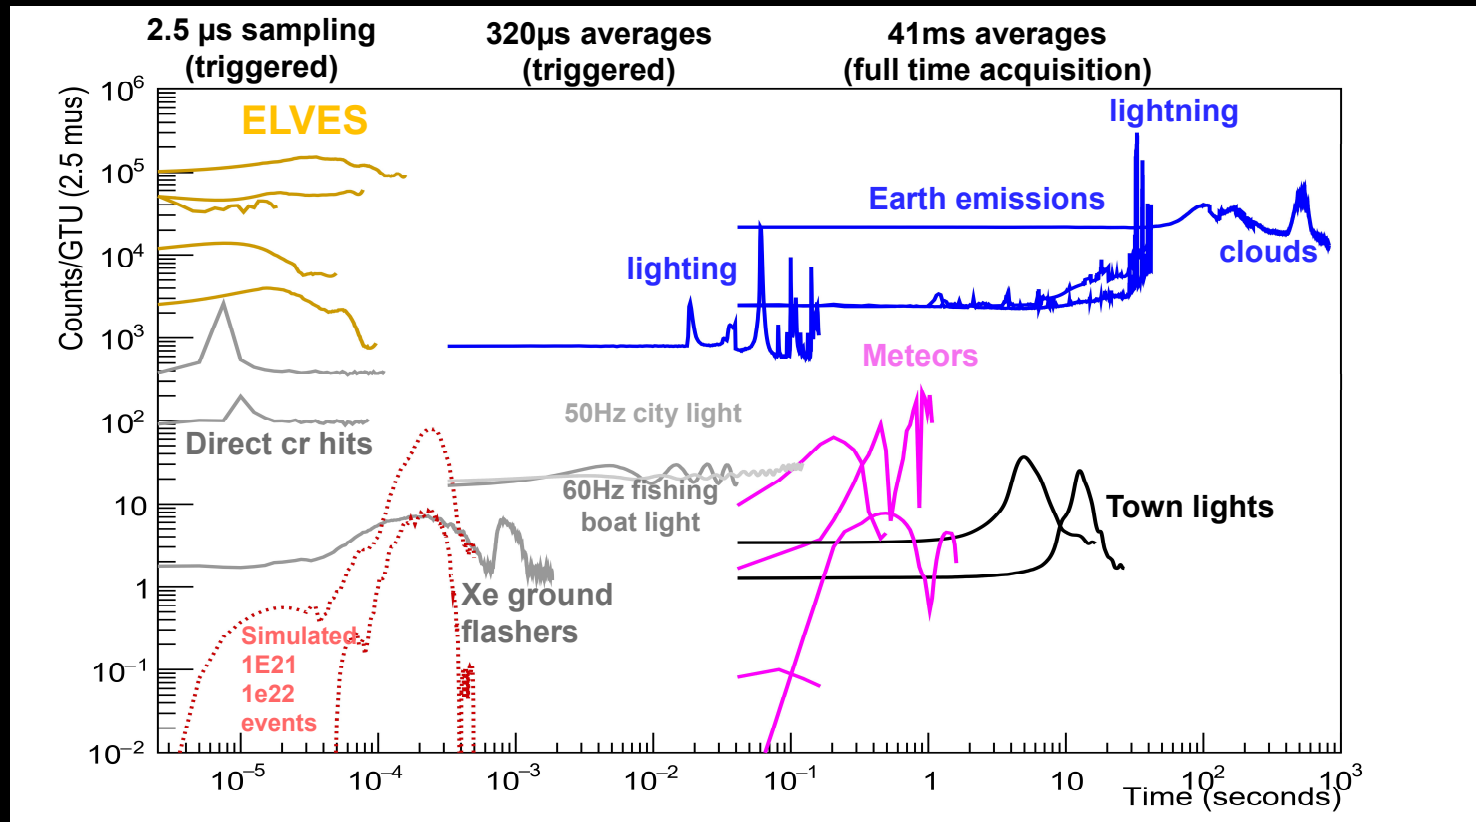 2.5 µs sampling
(triggered)
320µs averages
(triggered)
41ms averages
(full time acquisition)
Counts/GTU (2.5 mus)
10⁶
10⁵
10⁴
10³
10²
10
1
10⁻¹
10⁻²
ELVES
lightning
Earth emissions
clouds
lighting
Meteors
50Hz city light
Direct cr hits
60Hz fishing
boat light
Town lights
Xe ground
flashers
Simulated
1E21
1e22
events
10⁻⁵
10⁻⁴
10⁻³
10⁻²
10⁻¹
1
10
10²
10³
Time (seconds)